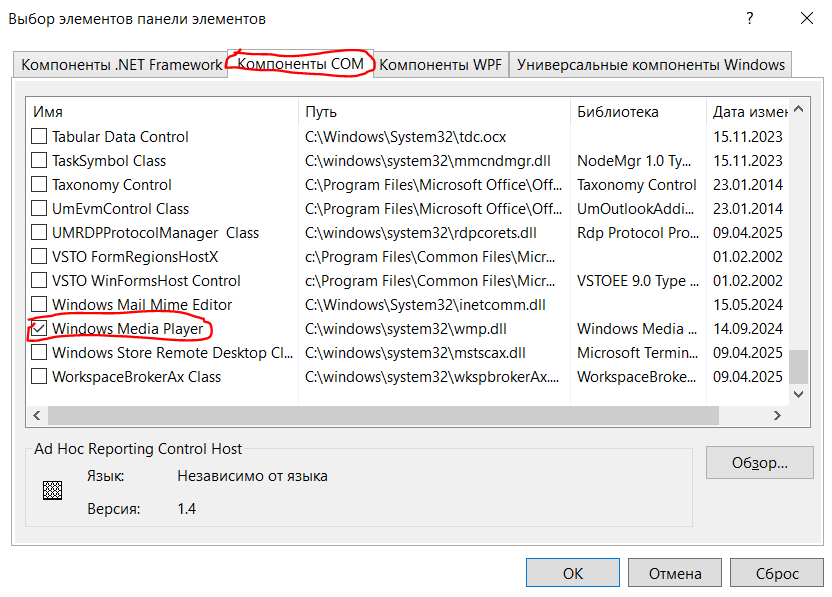 Выбор элементов панели элементов ? ×
Компоненты .NET Framework Компоненты COM Компоненты WPF Универсальные компоненты Windows
Имя Путь Библиотека Дата измен
Tabular Data Control C:\Windows\System32\tdc.ocx 15.11.2023
TaskSymbol Class C:\windows\system32\mmcndmgr.dll NodeMgr 1.0 Ty... 15.11.2023
Taxonomy Control C:\Program Files\Microsoft Office\Off... Taxonomy Control 23.01.2014
UmEvmControl Class C:\Program Files\Microsoft Office\Off... UmOutlookAddi... 23.01.2014
UMRDPProtocolManager Class C:\windows\system32\rdpcorets.dll Rdp Protocol Pro... 09.04.2025
VSTO FormRegionsHostX c:\Program Files\Common Files\Micr... 01.02.2002
VSTO WinFormsHost Control c:\Program Files\Common Files\Micr... VSTOEE 9.0 Type ... 01.02.2002
Windows Mail Mime Editor C:\Windows\System32\inetcomm.dll 15.05.2024
Windows Media Player C:\windows\system32\wmp.dll Windows Media ... 14.09.2024
Windows Store Remote Desktop Cl... C:\windows\system32\mstscax.dll Microsoft Termin... 09.04.2025
WorkspaceBrokerAx Class C:\windows\system32\wkspbrokerAx.... WorkspaceBroke... 09.04.2025
Ad Hoc Reporting Control Host
Обзор...
Язык: Независимо от языка
Версия: 1.4
ОК Отмена Сброс